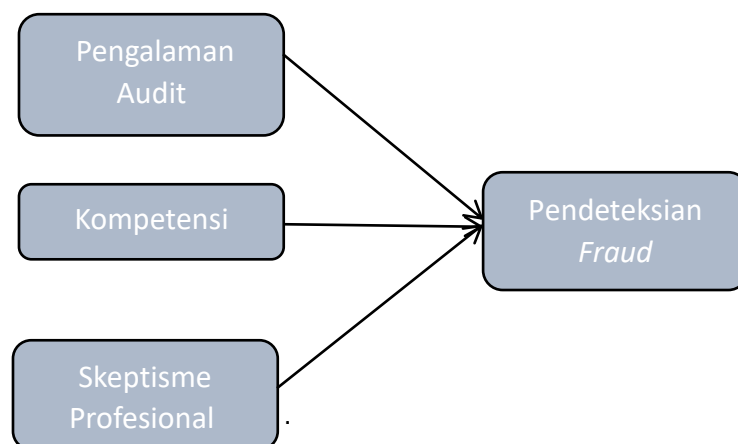 Pengalaman
Audit
Kompetensi
Pendeteksian
Fraud
Skeptisme
Profesional .